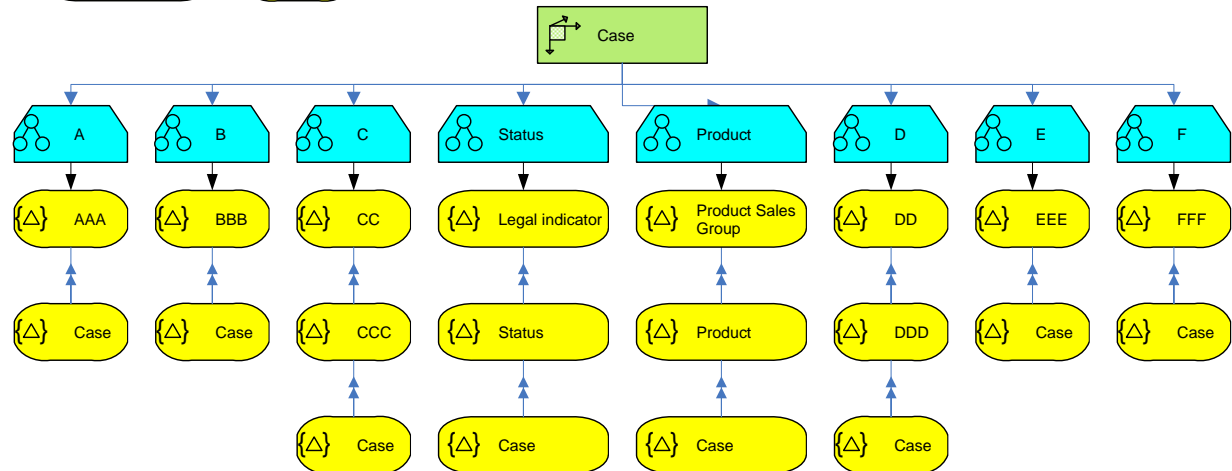 Case
A
B
C
Status
Product
D
E
F
AAA
BBB
CC
Legal indicator
Product Sales
Group
DD
EEE
FFF
Case
Case
CCC
Status
Product
DDD
Case
Case
Case
Case
Case
Case